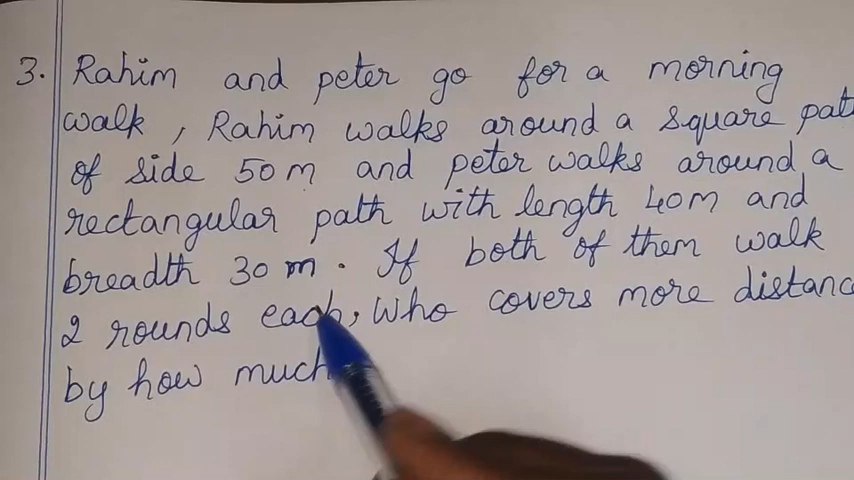 3. Rahim and peter go for a morning
walk, Rahim walks around a square path
of side 50 m and peter walks around a
rectangular path with length 40m and
breadth 30 m. If both of them walk
2 rounds each, who covers more distanc
by how much